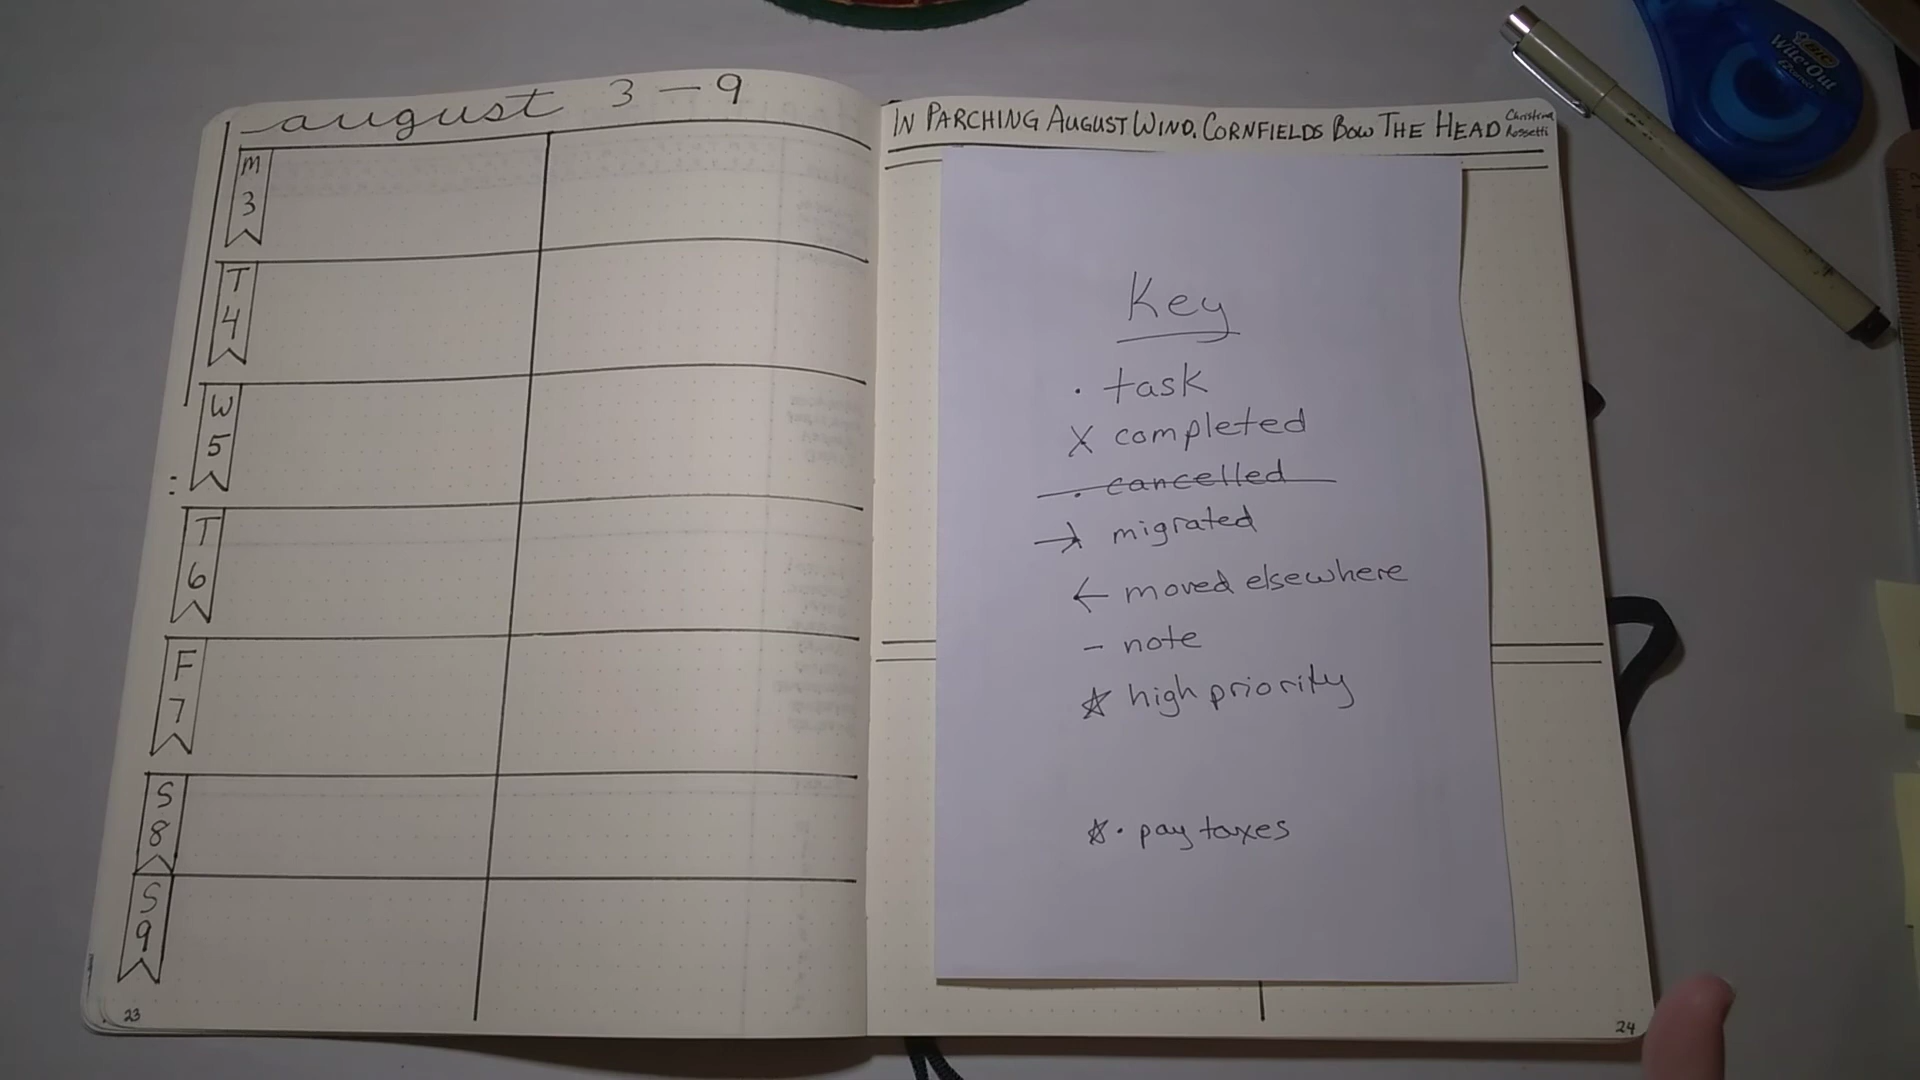 august 3 – 9
M
3
T
4
W
5
T
6
F
7
S
8
S
9
23
IN PARCHING AUGUST WIND, CORNFIELDS BOW THE HEAD
Christina
Rossetti
Key
· task
X completed
· cancelled
→ migrated
← moved elsewhere
– note
☆ high priority
☆· pay taxes
24
BIC
Wite·Out